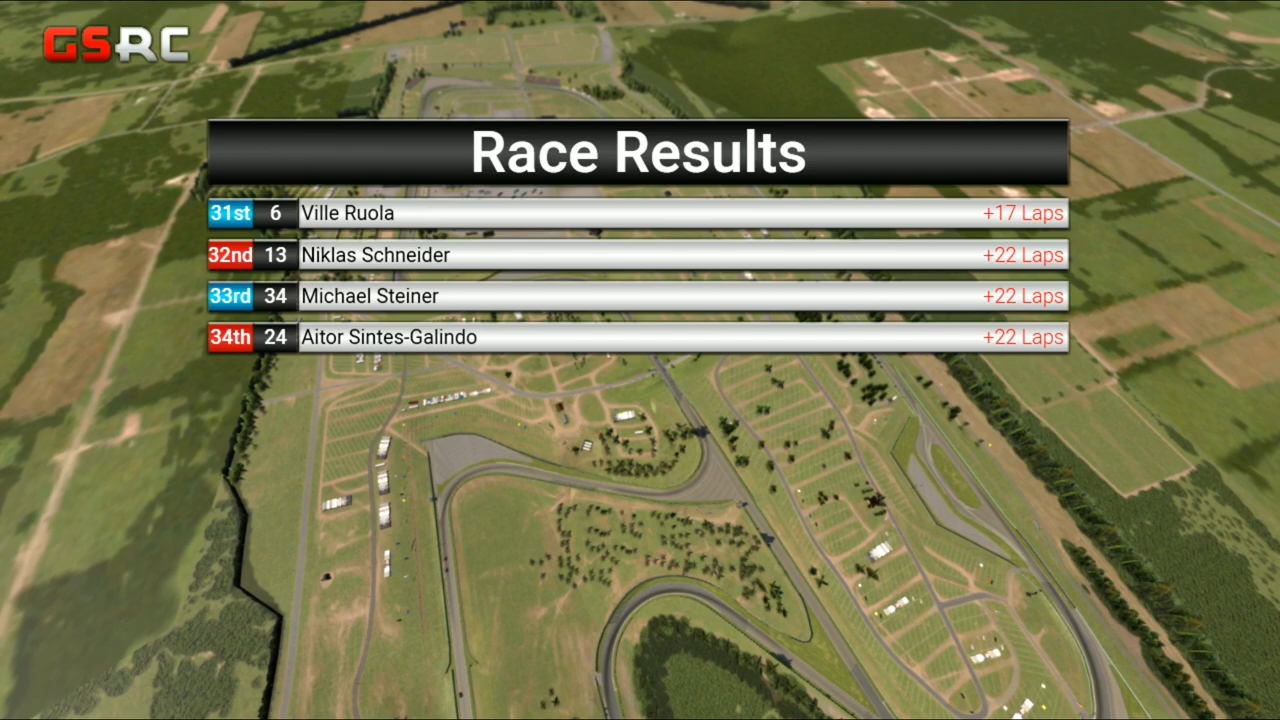 GSRC
Race Results
31st 6 Ville Ruola +17 Laps
32nd 13 Niklas Schneider +22 Laps
33rd 34 Michael Steiner +22 Laps
34th 24 Aitor Sintes-Galindo +22 Laps